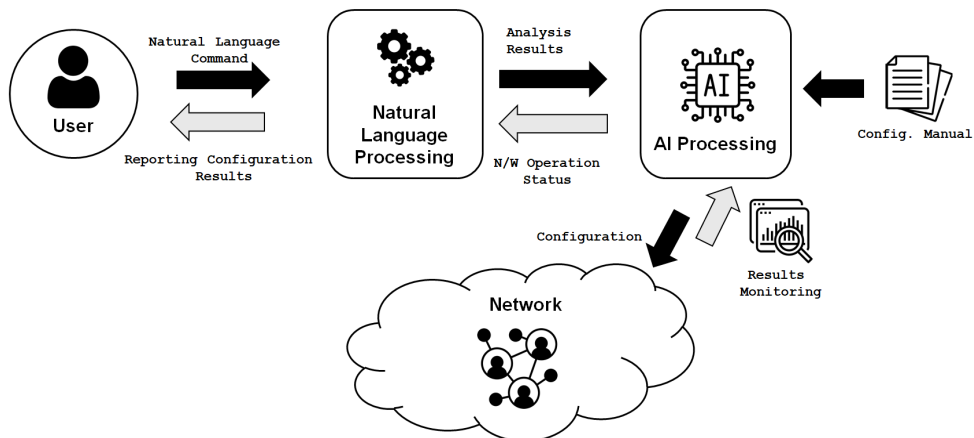 Natural Language
Command
User
Reporting Configuration
Results
Natural
Language
Processing
Analysis
Results
N/W Operation
Status
AI
AI Processing
Config. Manual
Configuration
Results
Monitoring
Network